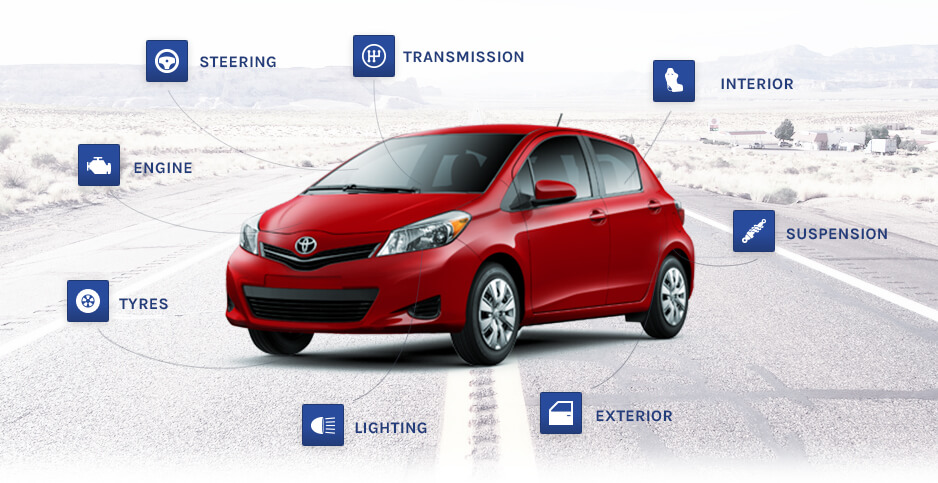 TRANSMISSION
STEERING
INTERIOR
ENGINE
SUSPENSION
TYRES
EXTERIOR
LIGHTING